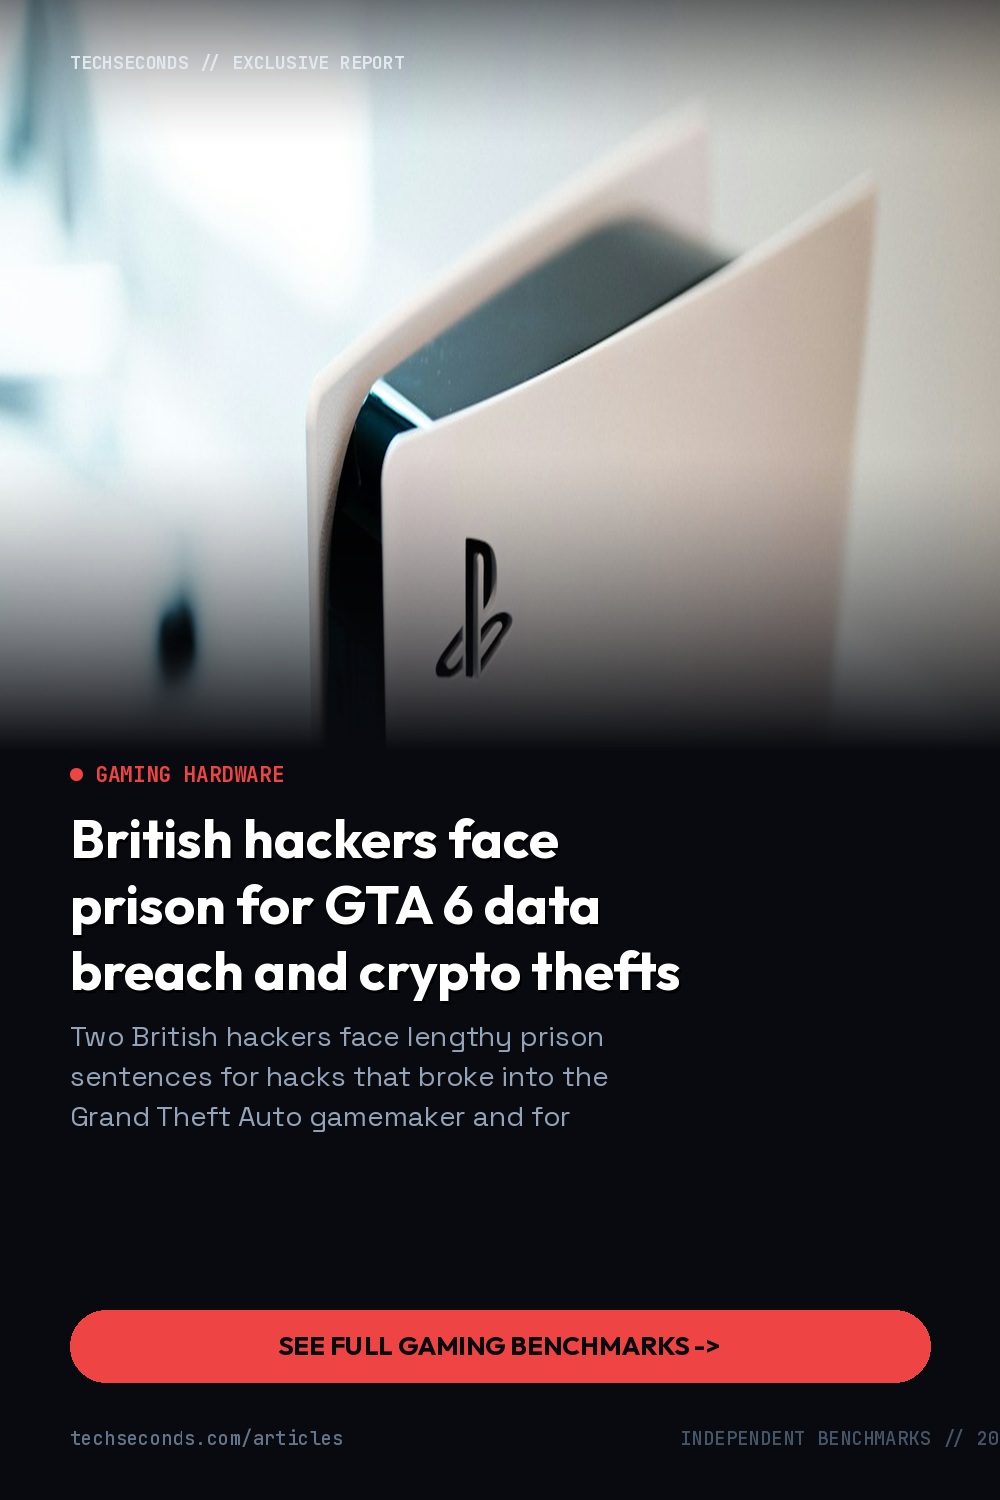 TECHSECONDS // EXCLUSIVE REPORT
GAMING HARDWARE
British hackers face
prison for GTA 6 data
breach and crypto thefts
Two British hackers face lengthy prison
sentences for hacks that broke into the
Grand Theft Auto gamemaker and for
SEE FULL GAMING BENCHMARKS ->
techseconds.com/articles
INDEPENDENT BENCHMARKS // 20